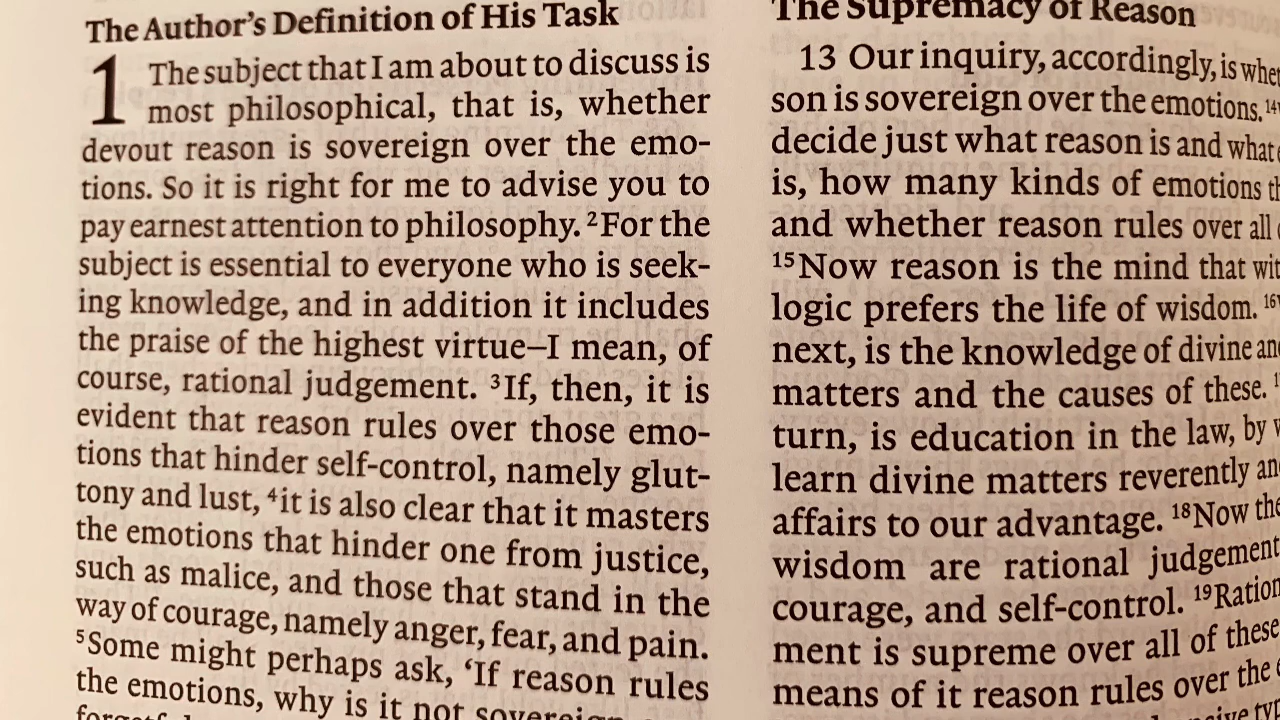 The Author's Definition of His Task
1 The subject that I am about to discuss is
most philosophical, that is, whether
devout reason is sovereign over the emo-
tions. So it is right for me to advise you to
pay earnest attention to philosophy. ²For the
subject is essential to everyone who is seek-
ing knowledge, and in addition it includes
the praise of the highest virtue—I mean, of
course, rational judgement. ³If, then, it is
evident that reason rules over those emo-
tions that hinder self-control, namely glut-
tony and lust, ⁴it is also clear that it masters
the emotions that hinder one from justice,
such as malice, and those that stand in the
way of courage, namely anger, fear, and pain.
⁵Some might perhaps ask, ‘If reason rules
the emotions, why is it not
The Supremacy of Reason
13 Our inquiry, accordingly, is
son is sovereign over the emotions. ¹⁴
decide just what reason is and what
is, how many kinds of emotions
and whether reason rules over all
¹⁵Now reason is the mind that
logic prefers the life of wisdom. ¹⁶
next, is the knowledge of divine
matters and the causes of these.
turn, is education in the law, by
learn divine matters reverently
affairs to our advantage. ¹⁸Now
wisdom are rational judgement
courage, and self-control. ¹⁹
ment is supreme over all of these
means of it reason rules over the